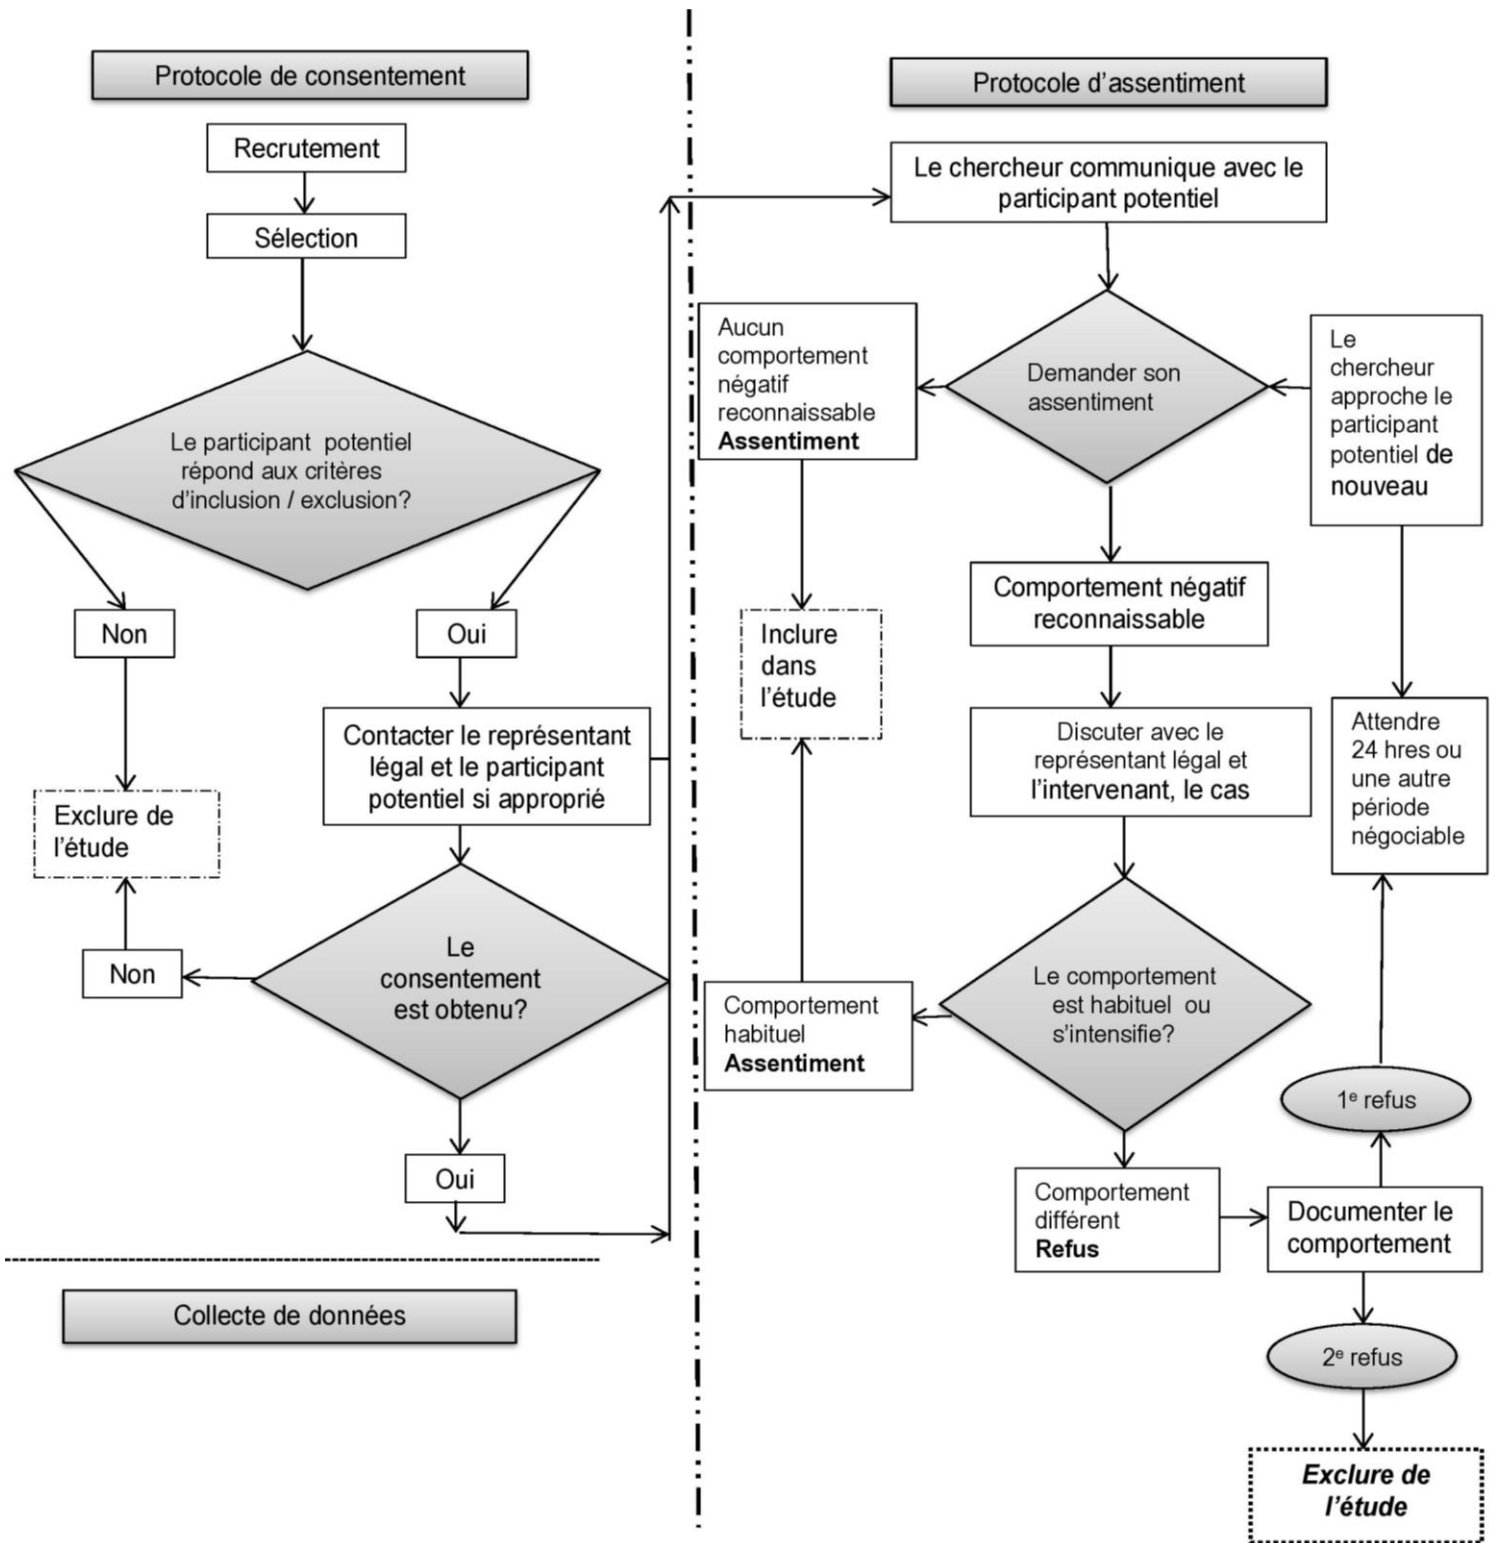 Protocole de consentement
Recrutement
Sélection
Le participant potentiel
répond aux critères
d'inclusion / exclusion?
Non
Oui
Contacter le représentant
légal et le participant
potentiel si approprié
Exclure de
l'étude
Le
consentement
est obtenu?
Non
Oui
Collecte de données
Protocole d'assentiment
Le chercheur communique avec le
participant potentiel
Demander son
assentiment
Aucun
comportement
négatif
reconnaissable
Assentiment
Le
chercheur
approche le
participant
potentiel de
nouveau
Comportement négatif
reconnaissable
Inclure
dans
l'étude
Discuter avec le
représentant légal et
l'intervenant, le cas
Attendre
24 hres ou
une autre
période
négociable
Le comportement
est habituel ou
s'intensifie?
Comportement
habituel
Assentiment
1e refus
Comportement
différent
Refus
Documenter le
comportement
2e refus
Exclure de
l'étude